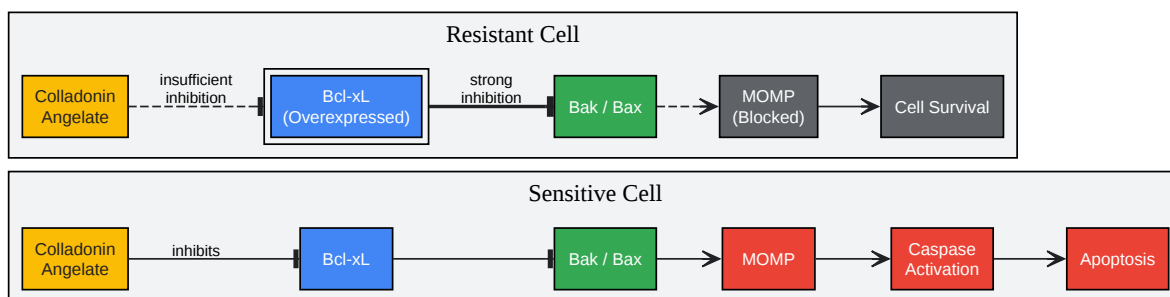 Resistant Cell
Colladonin
Angelate
insufficient
inhibition
Bcl-xL
(Overexpressed)
strong
inhibition
Bak / Bax
MOMP
(Blocked)
Cell Survival
Sensitive Cell
Colladonin
Angelate
inhibits
Bcl-xL
Bak / Bax
MOMP
Caspase
Activation
Apoptosis